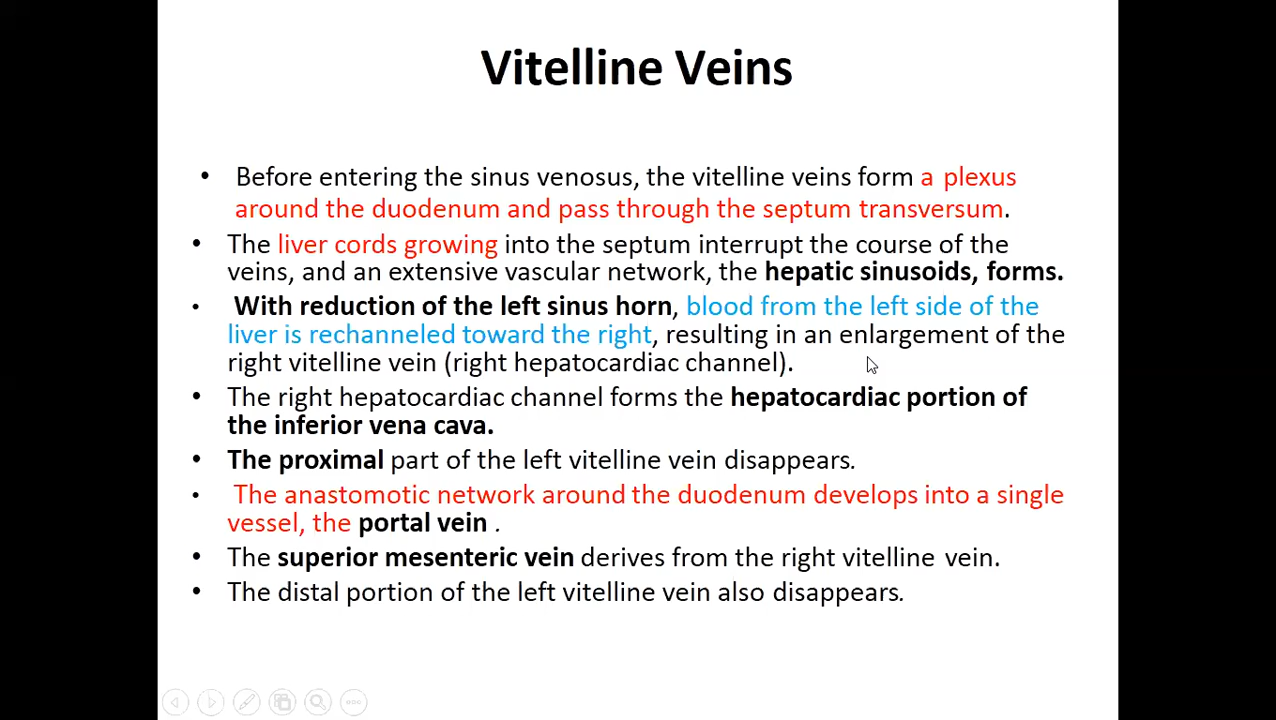 Vitelline Veins
• Before entering the sinus venosus, the vitelline veins form a plexus
around the duodenum and pass through the septum transversum.
• The liver cords growing into the septum interrupt the course of the
veins, and an extensive vascular network, the hepatic sinusoids, forms.
• With reduction of the left sinus horn, blood from the left side of the
liver is rechanneled toward the right, resulting in an enlargement of the
right vitelline vein (right hepatocardiac channel).
• The right hepatocardiac channel forms the hepatocardiac portion of
the inferior vena cava.
• The proximal part of the left vitelline vein disappears.
• The anastomotic network around the duodenum develops into a single
vessel, the portal vein .
• The superior mesenteric vein derives from the right vitelline vein.
• The distal portion of the left vitelline vein also disappears.